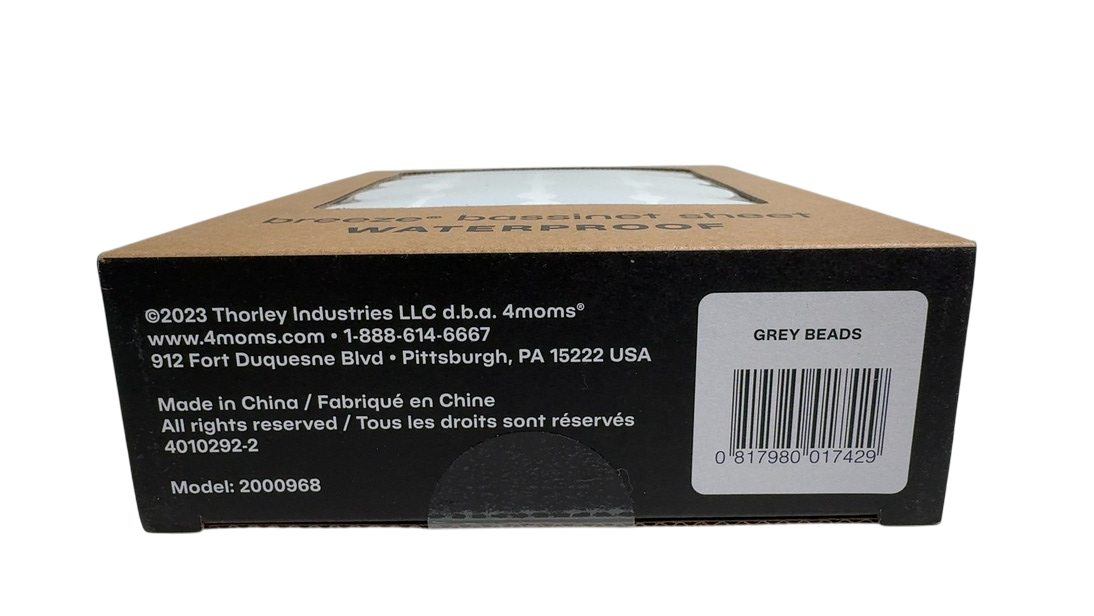 breeze® bassinet sheet
WATERPROOF
©2023 Thorley Industries LLC d.b.a. 4moms®
www.4moms.com • 1-888-614-6667
912 Fort Duquesne Blvd • Pittsburgh, PA 15222 USA
Made in China / Fabriqué en Chine
All rights reserved / Tous les droits sont réservés
4010292-2
Model: 2000968
GREY BEADS
0 817980 017429